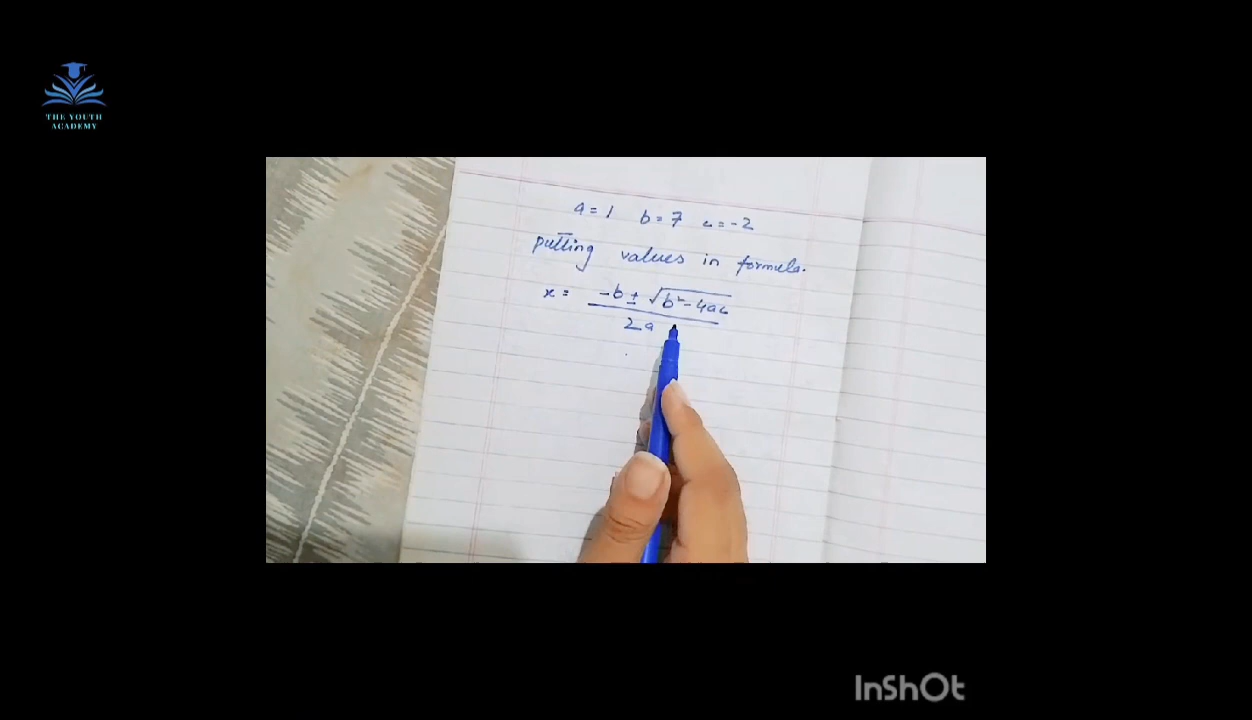 THE YOUTH
ACADEMY
a = 1 b = 7 c = -2
putting values in formula.
x = -b ± √b² - 4ac
2a
InShOt